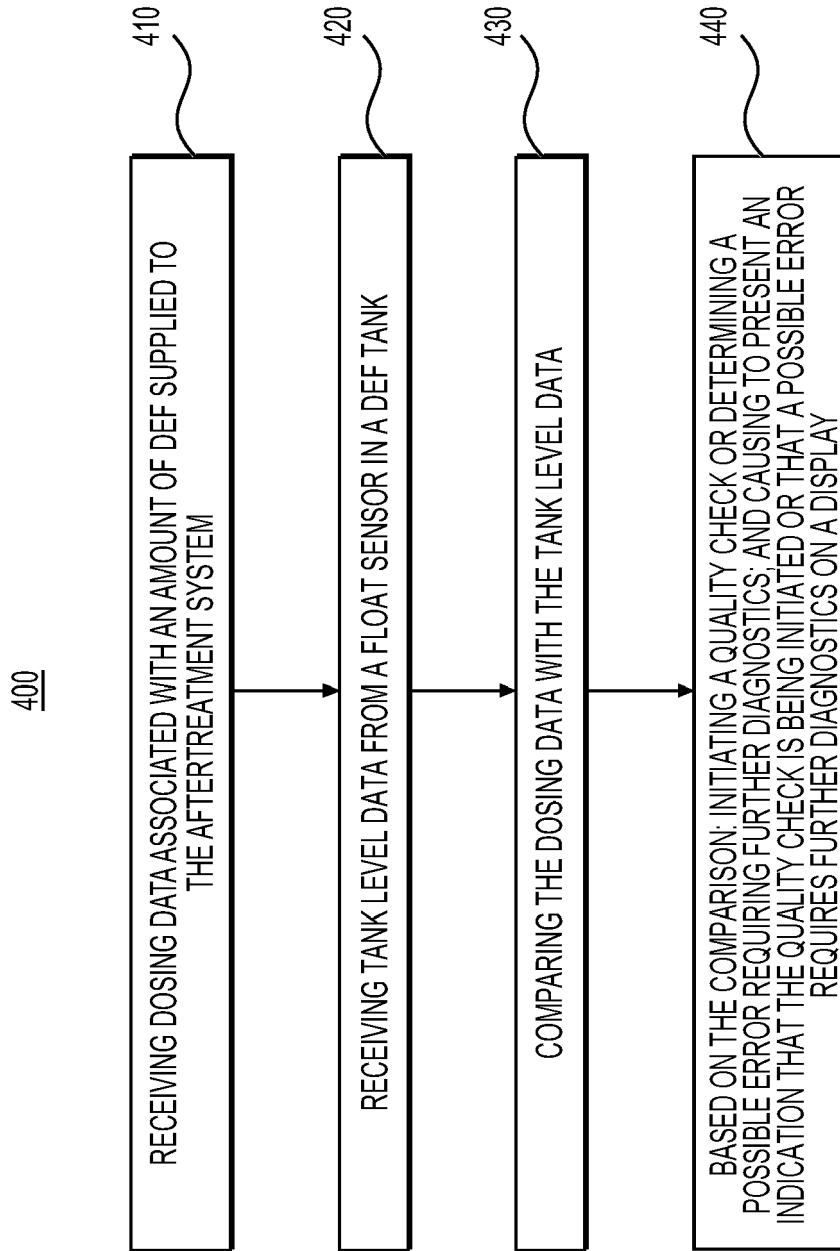 400
RECEIVING DOSING DATA ASSOCIATED WITH AN AMOUNT OF DEF SUPPLIED TO
THE AFTERTREATMENT SYSTEM
410
RECEIVING TANK LEVEL DATA FROM A FLOAT SENSOR IN A DEF TANK
420
COMPARING THE DOSING DATA WITH THE TANK LEVEL DATA
430
BASED ON THE COMPARISON: INITIATING A QUALITY CHECK OR DETERMINING A
POSSIBLE ERROR REQUIRING FURTHER DIAGNOSTICS; AND CAUSING TO PRESENT AN
INDICATION THAT THE QUALITY CHECK IS BEING INITIATED OR THAT A POSSIBLE ERROR
REQUIRES FURTHER DIAGNOSTICS ON A DISPLAY
440